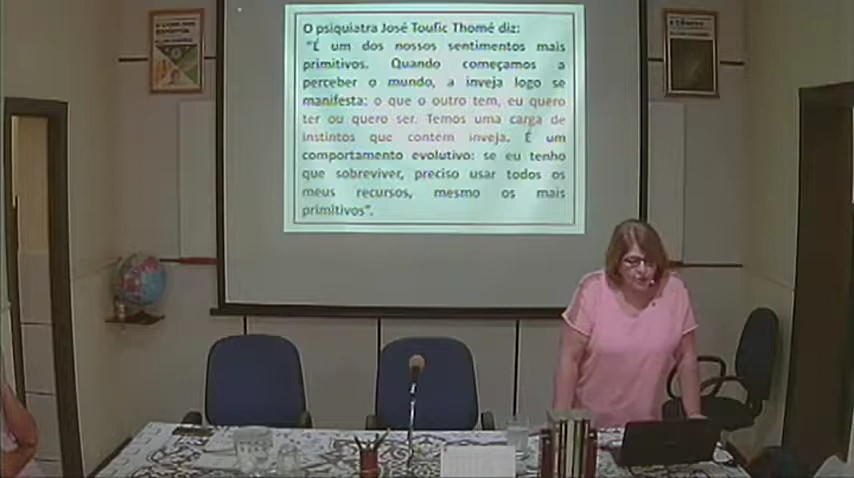 O psiquiatra José Toufic Thomé diz:
"É um dos nossos sentimentos mais
primitivos. Quando começamos a
perceber o mundo, a inveja logo se
manifesta: o que o outro tem, eu quero
ter ou quero ser. Temos uma carga de
instintos que contém inveja. É um
comportamento evolutivo: se eu tenho
que sobreviver, preciso usar todos os
meus recursos, mesmo os mais
primitivos".